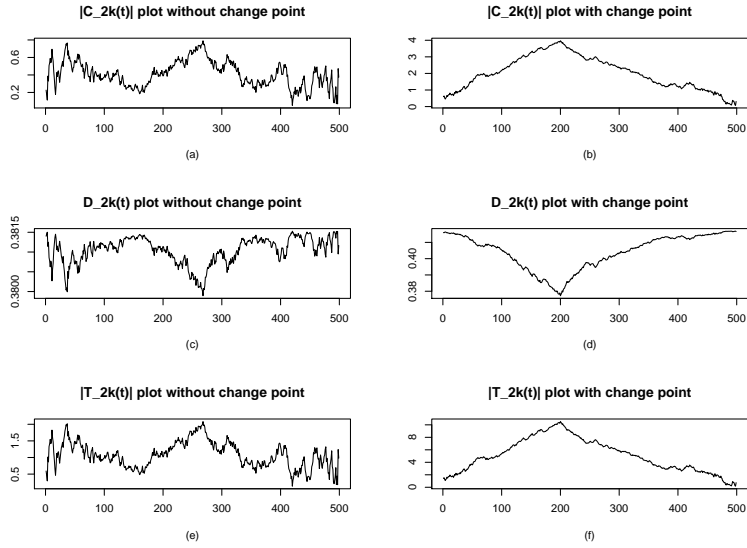 |C_2k(t)| plot without change point
0.2 0.6
0 100 200 300 400 500
(a)
|C_2k(t)| plot with change point
0 1 2 3 4
0 100 200 300 400 500
(b)
D_2k(t) plot without change point
0.3800 0.3815
0 100 200 300 400 500
(c)
D_2k(t) plot with change point
0.38 0.40
0 100 200 300 400 500
(d)
|T_2k(t)| plot without change point
0.5 1.5
0 100 200 300 400 500
(e)
|T_2k(t)| plot with change point
0 4 8
0 100 200 300 400 500
(f)